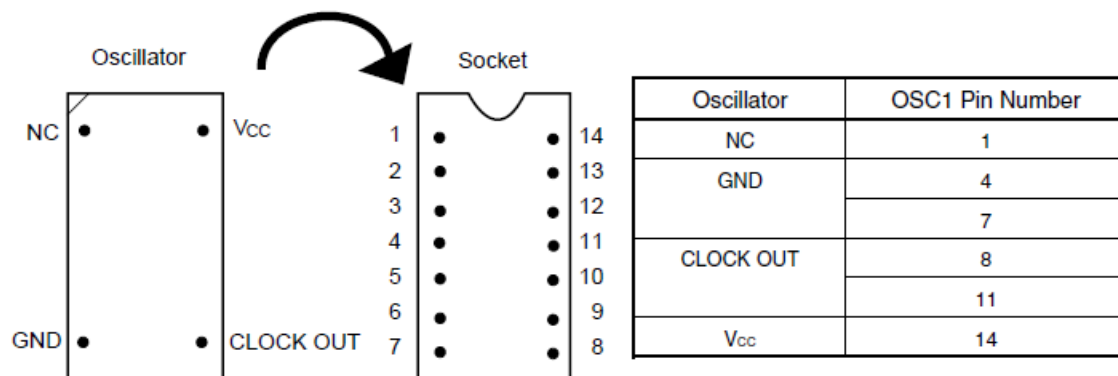 Oscillator
NC
VCC
GND
CLOCK OUT
Socket
1 14
2 13
3 12
4 11
5 10
6 9
7 8
Oscillator OSC1 Pin Number
NC 1
GND 4
7
CLOCK OUT 8
11
VCC 14